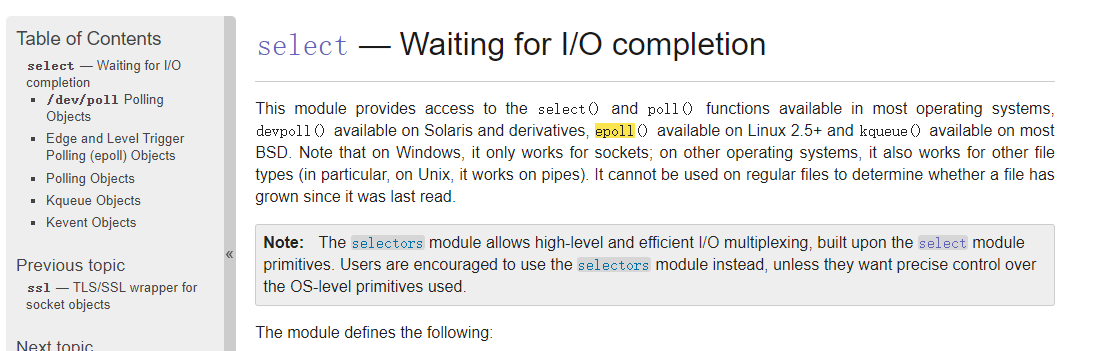 Table of Contents
select — Waiting for I/O
completion
/dev/poll Polling
Objects
Edge and Level Trigger
Polling (epoll) Objects
Polling Objects
Kqueue Objects
Kevent Objects
Previous topic
ssl — TLS/SSL wrapper for
socket objects
Next topic
«
select — Waiting for I/O completion
This module provides access to the select() and poll() functions available in most operating systems,
devpoll() available on Solaris and derivatives, epoll() available on Linux 2.5+ and kqueue() available on most
BSD. Note that on Windows, it only works for sockets; on other operating systems, it also works for other file
types (in particular, on Unix, it works on pipes). It cannot be used on regular files to determine whether a file has
grown since it was last read.
Note: The selectors module allows high-level and efficient I/O multiplexing, built upon the select module
primitives. Users are encouraged to use the selectors module instead, unless they want precise control over
the OS-level primitives used.
The module defines the following: